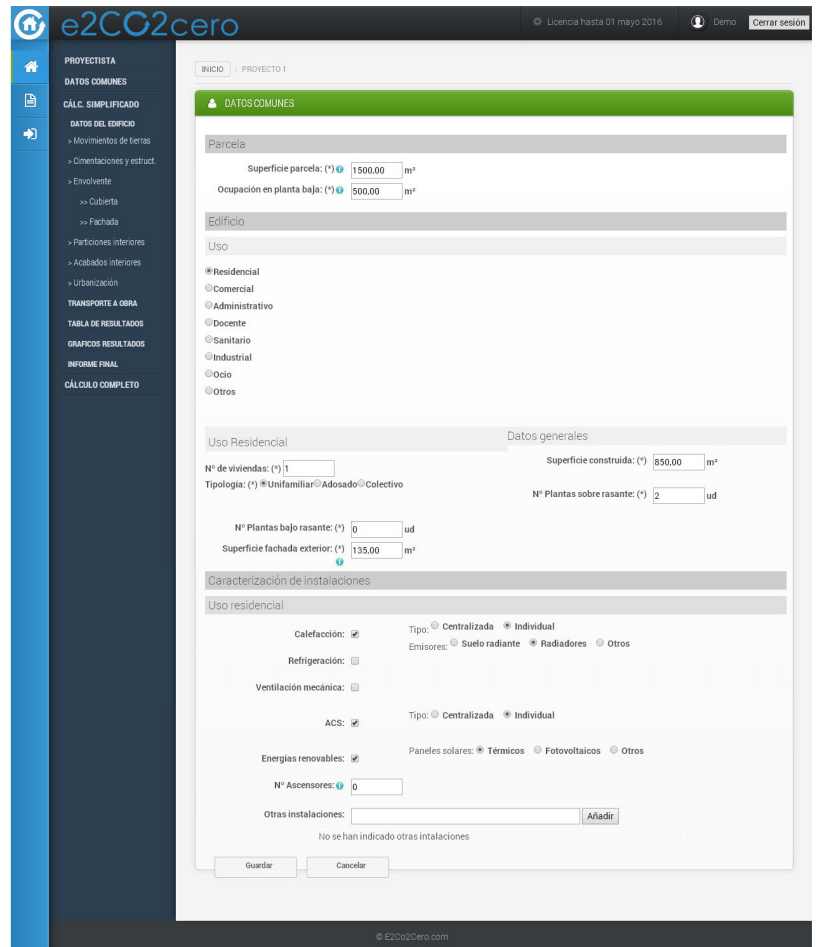 e2CO2cero
Licencia hasta 01 mayo 2016
Demo
Cerrar sesión
PROYECTISTA
DATOS COMUNES
CÁLC. SIMPLIFICADO
DATOS DEL EDIFICIO
> Movimientos de tierras
> Cimentaciones y estruct.
> Envolvente
>> Cubierta
>> Fachada
> Particiones interiores
> Acabados interiores
> Urbanización
TRANSPORTE A OBRA
TABLA DE RESULTADOS
GRAFICOS RESULTADOS
INFORME FINAL
CÁLCULO COMPLETO
INICIO > PROYECTO 1
DATOS COMUNES
Parcela
Superficie parcela: (*) 1500,00 m²
Ocupación en planta baja: (*) 500,00 m²
Edificio
Uso
Residencial
Comercial
Administrativo
Docente
Sanitario
Industrial
Ocio
Otros
Uso Residencial
Nº de viviendas: (*) 1
Tipología: (*) Unifamiliar Adosado Colectivo
Datos generales
Superficie construida: (*) 850,00 m²
Nº Plantas sobre rasante: (*) 2 ud
Nº Plantas bajo rasante: (*) 0 ud
Superficie fachada exterior: (*) 135,00 m²
Caracterización de instalaciones
Uso residencial
Calefacción:
Tipo: Centralizada Individual
Emisores: Suelo radiante Radiadores Otros
Refrigeración:
Ventilación mecánica:
ACS:
Tipo: Centralizada Individual
Energías renovables:
Paneles solares: Térmicos Fotovoltaicos Otros
Nº Ascensores: 0
Otras instalaciones: Añadir
No se han indicado otras intalaciones
Guardar Cancelar
© E2Co2Cero.com